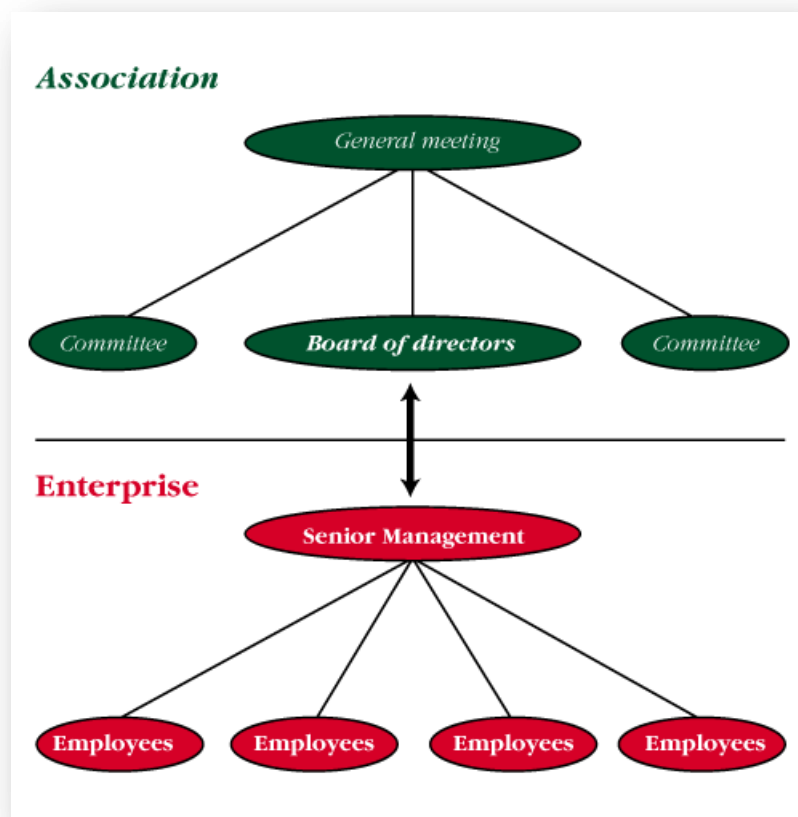 Association
General meeting
Committee
Board of directors
Committee
Enterprise
Senior Management
Employees
Employees
Employees
Employees